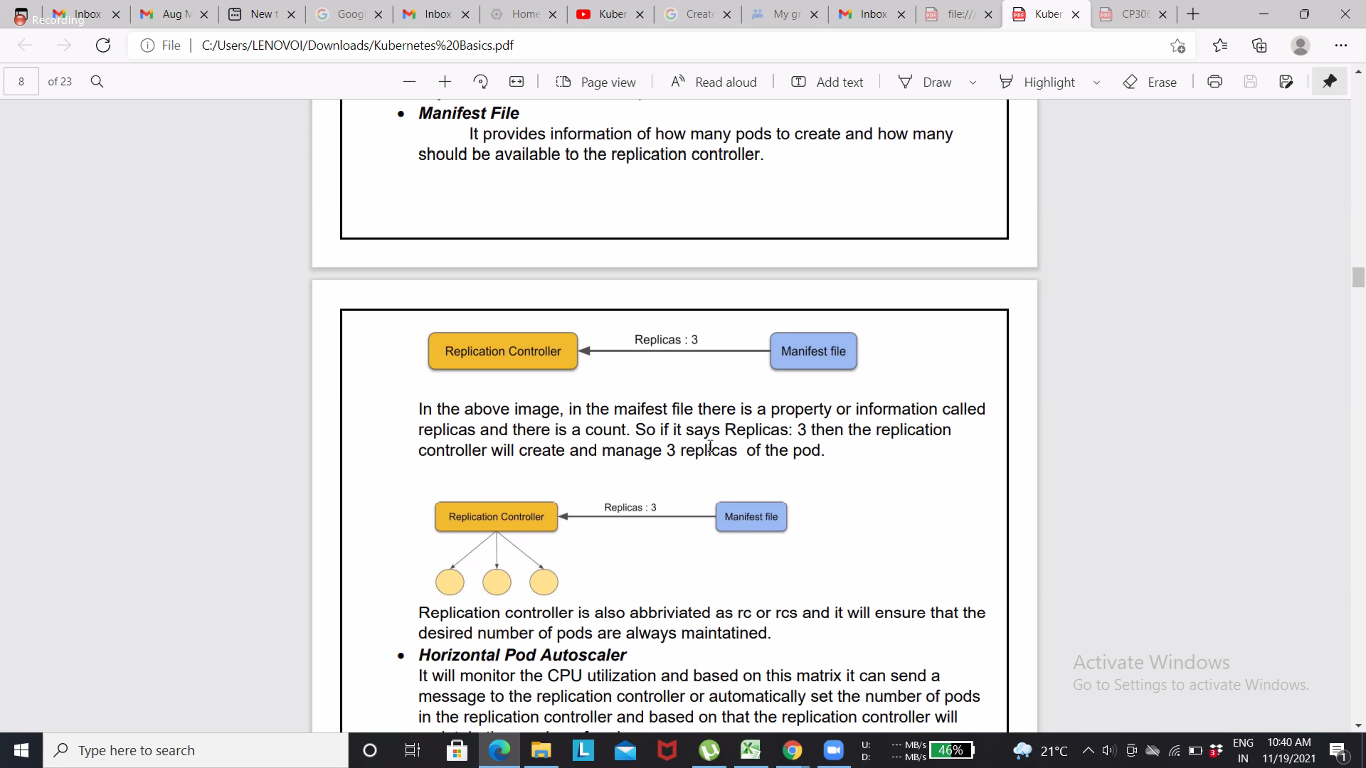 Recording
Inbox
Aug M
New t
Googl
Inbox
Home
Kuber
Create
My gr
Inbox
file:///
Kuber
CP306
File
C:/Users/LENOVOI/Downloads/Kubernetes%20Basics.pdf
8 of 23
Page view
Read aloud
Add text
Draw
Highlight
Erase
• Manifest File
It provides information of how many pods to create and how many
should be available to the replication controller.
Replication Controller
Replicas : 3
Manifest file
In the above image, in the maifest file there is a property or information called
replicas and there is a count. So if it says Replicas: 3 then the replication
controller will create and manage 3 replicas of the pod.
Replication Controller
Replicas : 3
Manifest file
Replication controller is also abbriviated as rc or rcs and it will ensure that the
desired number of pods are always maintatined.
• Horizontal Pod Autoscaler
It will monitor the CPU utilization and based on this matrix it can send a
message to the replication controller or automatically set the number of pods
in the replication controller and based on that the replication controller will
Activate Windows
Go to Settings to activate Windows.
Type here to search
U: --- MB/s
D: --- MB/s
46%
21°C
ENG
IN
10:40 AM
11/19/2021
1